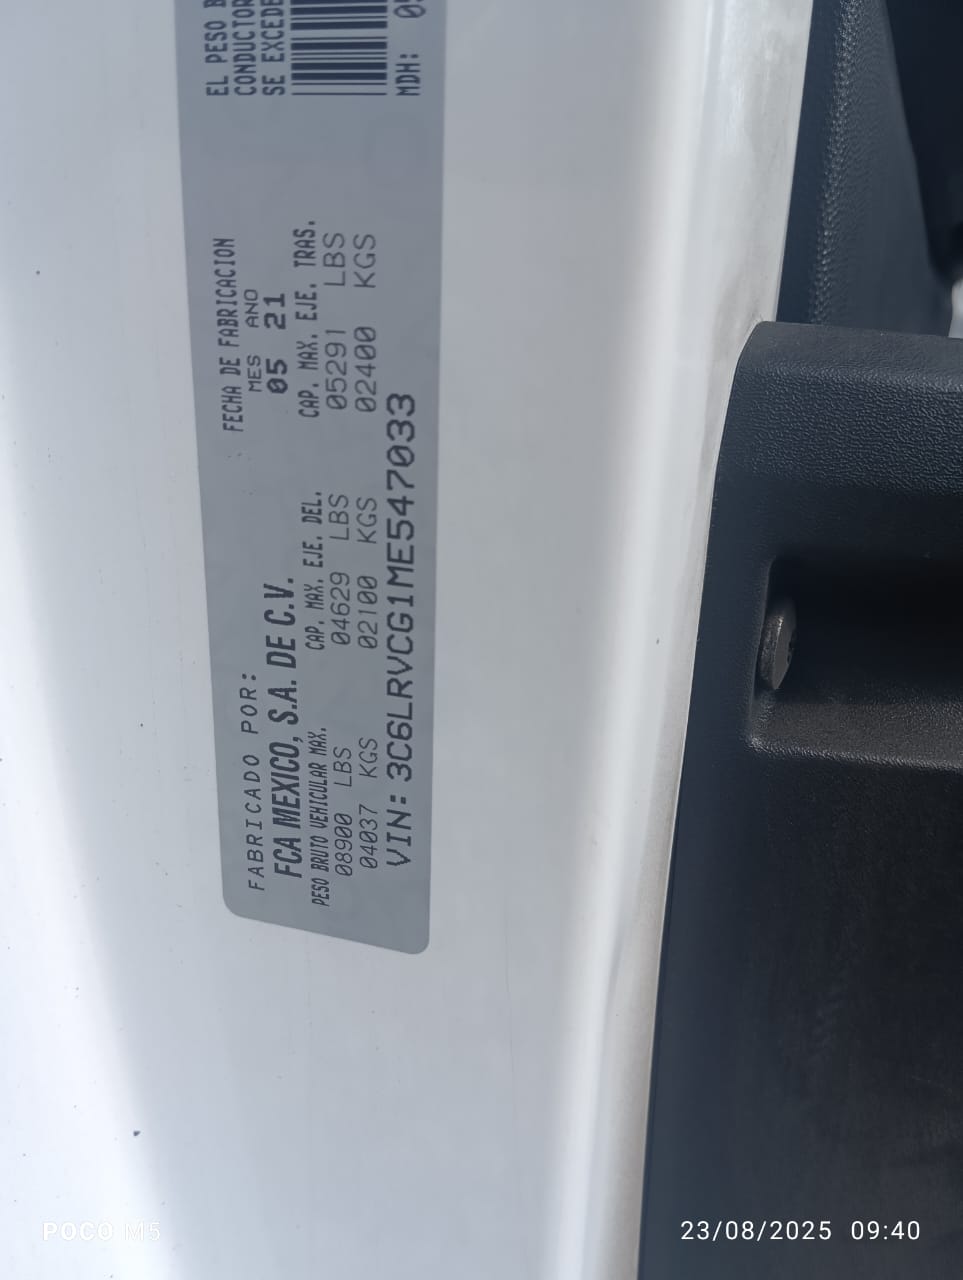 FABRICADO POR:
FCA MEXICO, S.A. DE C.V.
FECHA DE FABRICACION
MES ANO
05 21
PESO BRUTO VEHICULAR MAX.
08900 LBS
04037 KGS
CAP. MAX. EJE. DEL.
04629 LBS
02100 KGS
CAP. MAX. EJE. TRAS.
05291 LBS
02400 KGS
VIN: 3C6LRVCG1ME547033
EL PESO B
CONDUCTOR
SE EXCEDE
MDH: 05
POCO M5
23/08/2025 09:40